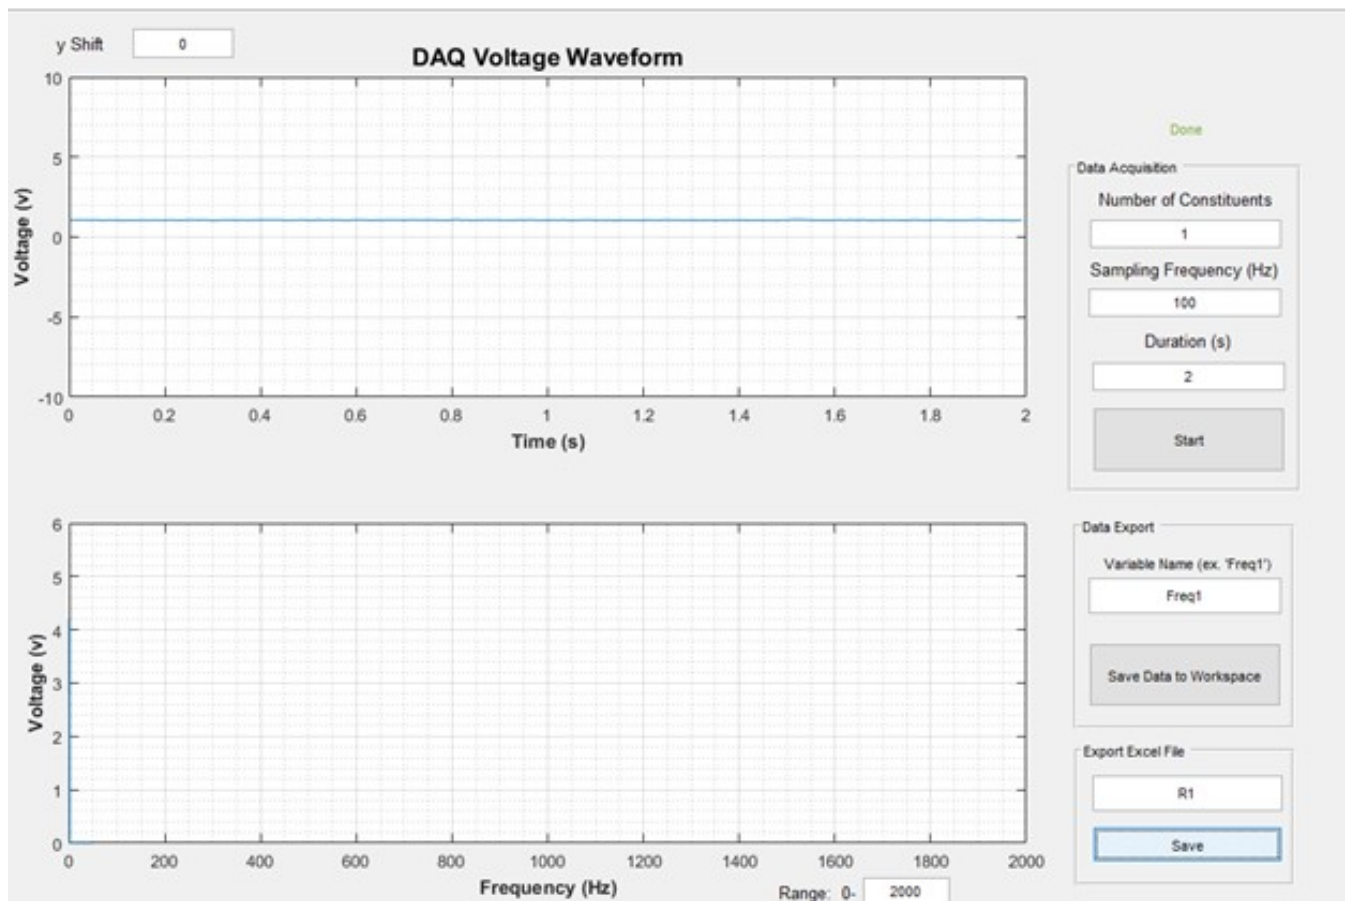 y Shift 0
DAQ Voltage Waveform
10
5
0
-5
-10
Voltage (v)
0 0.2 0.4 0.6 0.8 1 1.2 1.4 1.6 1.8 2
Time (s)
Done
Data Acquisition
Number of Constituents
1
Sampling Frequency (Hz)
100
Duration (s)
2
Start
6
5
4
3
2
1
0
Voltage (v)
0 200 400 600 800 1000 1200 1400 1600 1800 2000
Frequency (Hz)
Range: 0- 2000
Data Export
Variable Name (ex. 'Freq1')
Freq1
Save Data to Workspace
Export Excel File
R1
Save